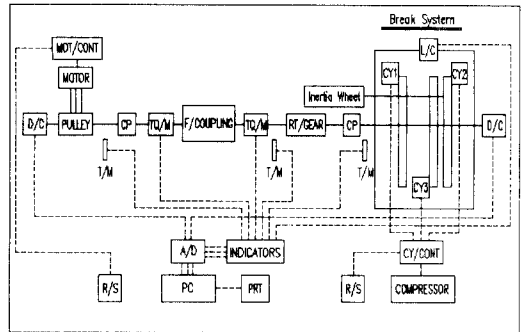 Break System
MOT/CONT
L/C
CY1
CY2
MOTOR
Inertia Wheel
D/C
PULLEY
CP
TQ/M
F/COUPLING
TQ/M
RT/GEAR
CP
D/C
T/M
T/M
T/M
CY3
A/D
INDICATORS
CY/CONT
R/S
PC
PRT
R/S
COMPRESSOR